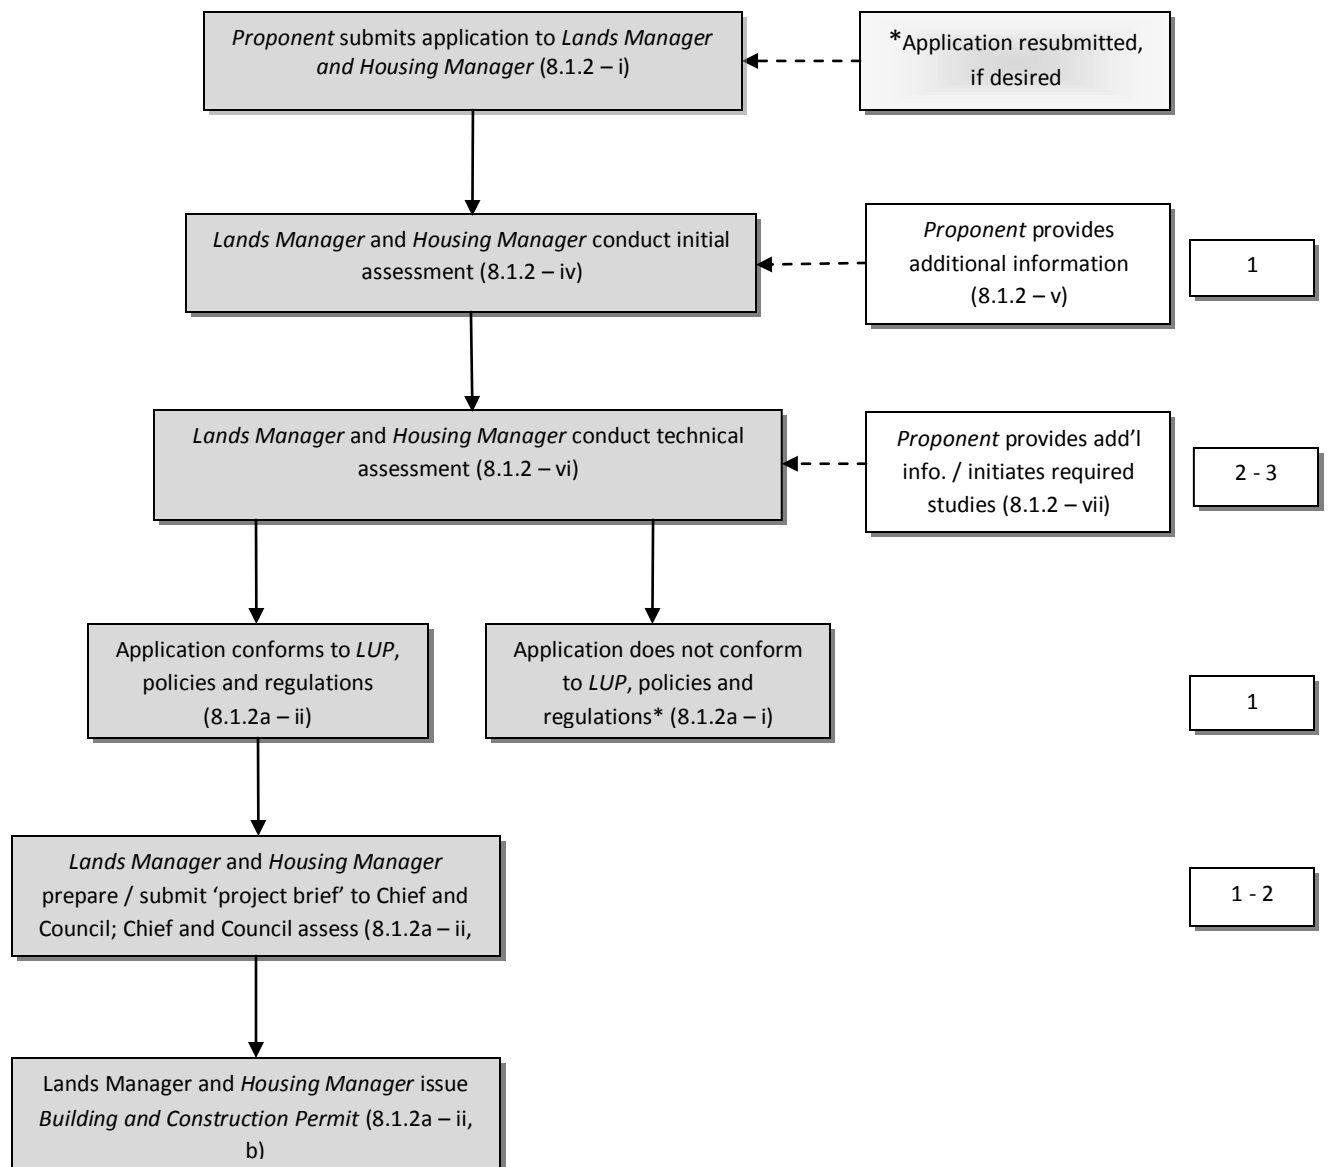 Proponent submits application to Lands Manager
and Housing Manager (8.1.2 – i)
*Application resubmitted,
if desired
Lands Manager and Housing Manager conduct initial
assessment (8.1.2 – iv)
Proponent provides
additional information
(8.1.2 – v)
1
Lands Manager and Housing Manager conduct technical
assessment (8.1.2 – vi)
Proponent provides add’l
info. / initiates required
studies (8.1.2 – vii)
2 - 3
Application conforms to LUP,
policies and regulations
(8.1.2a – ii)
Application does not conform
to LUP, policies and
regulations* (8.1.2a – i)
1
Lands Manager and Housing Manager
prepare / submit ‘project brief’ to Chief and
Council; Chief and Council assess (8.1.2a – ii,
1 - 2
Lands Manager and Housing Manager issue
Building and Construction Permit (8.1.2a – ii,
b)